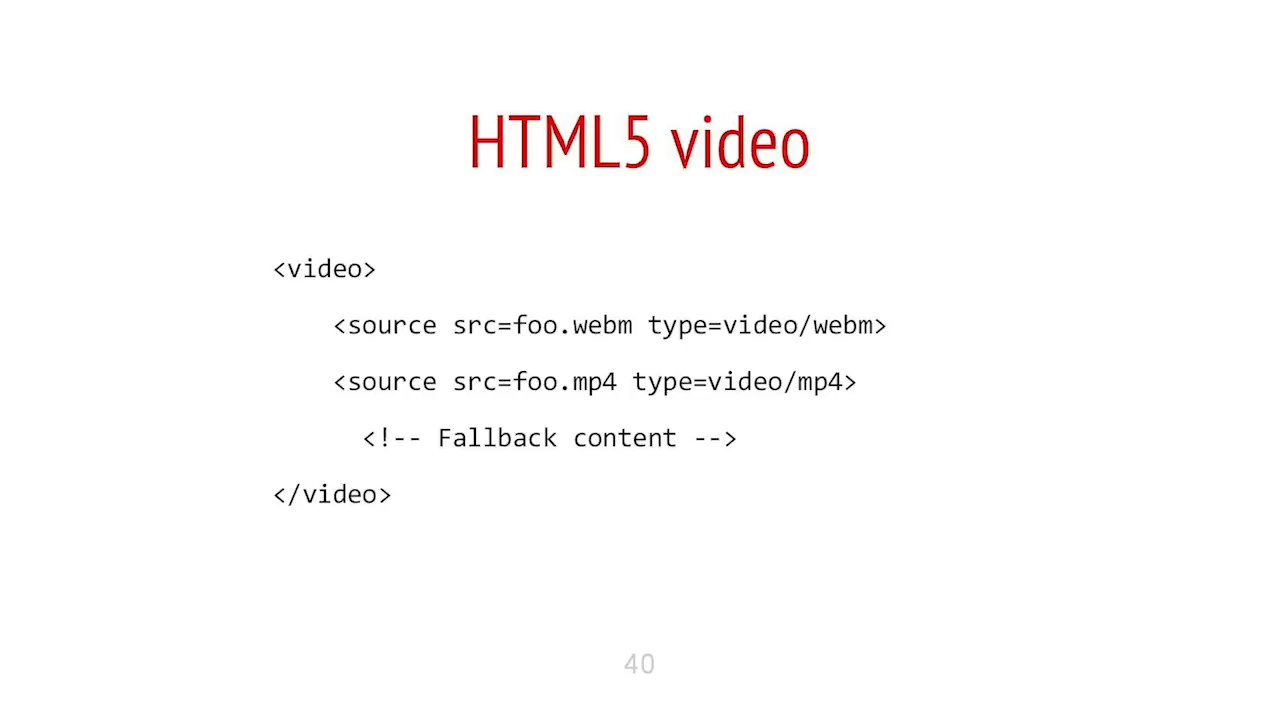 HTML5 video
<video>
<source src=foo.webm type=video/webm>
<source src=foo.mp4 type=video/mp4>
<!-- Fallback content -->
</video>
40